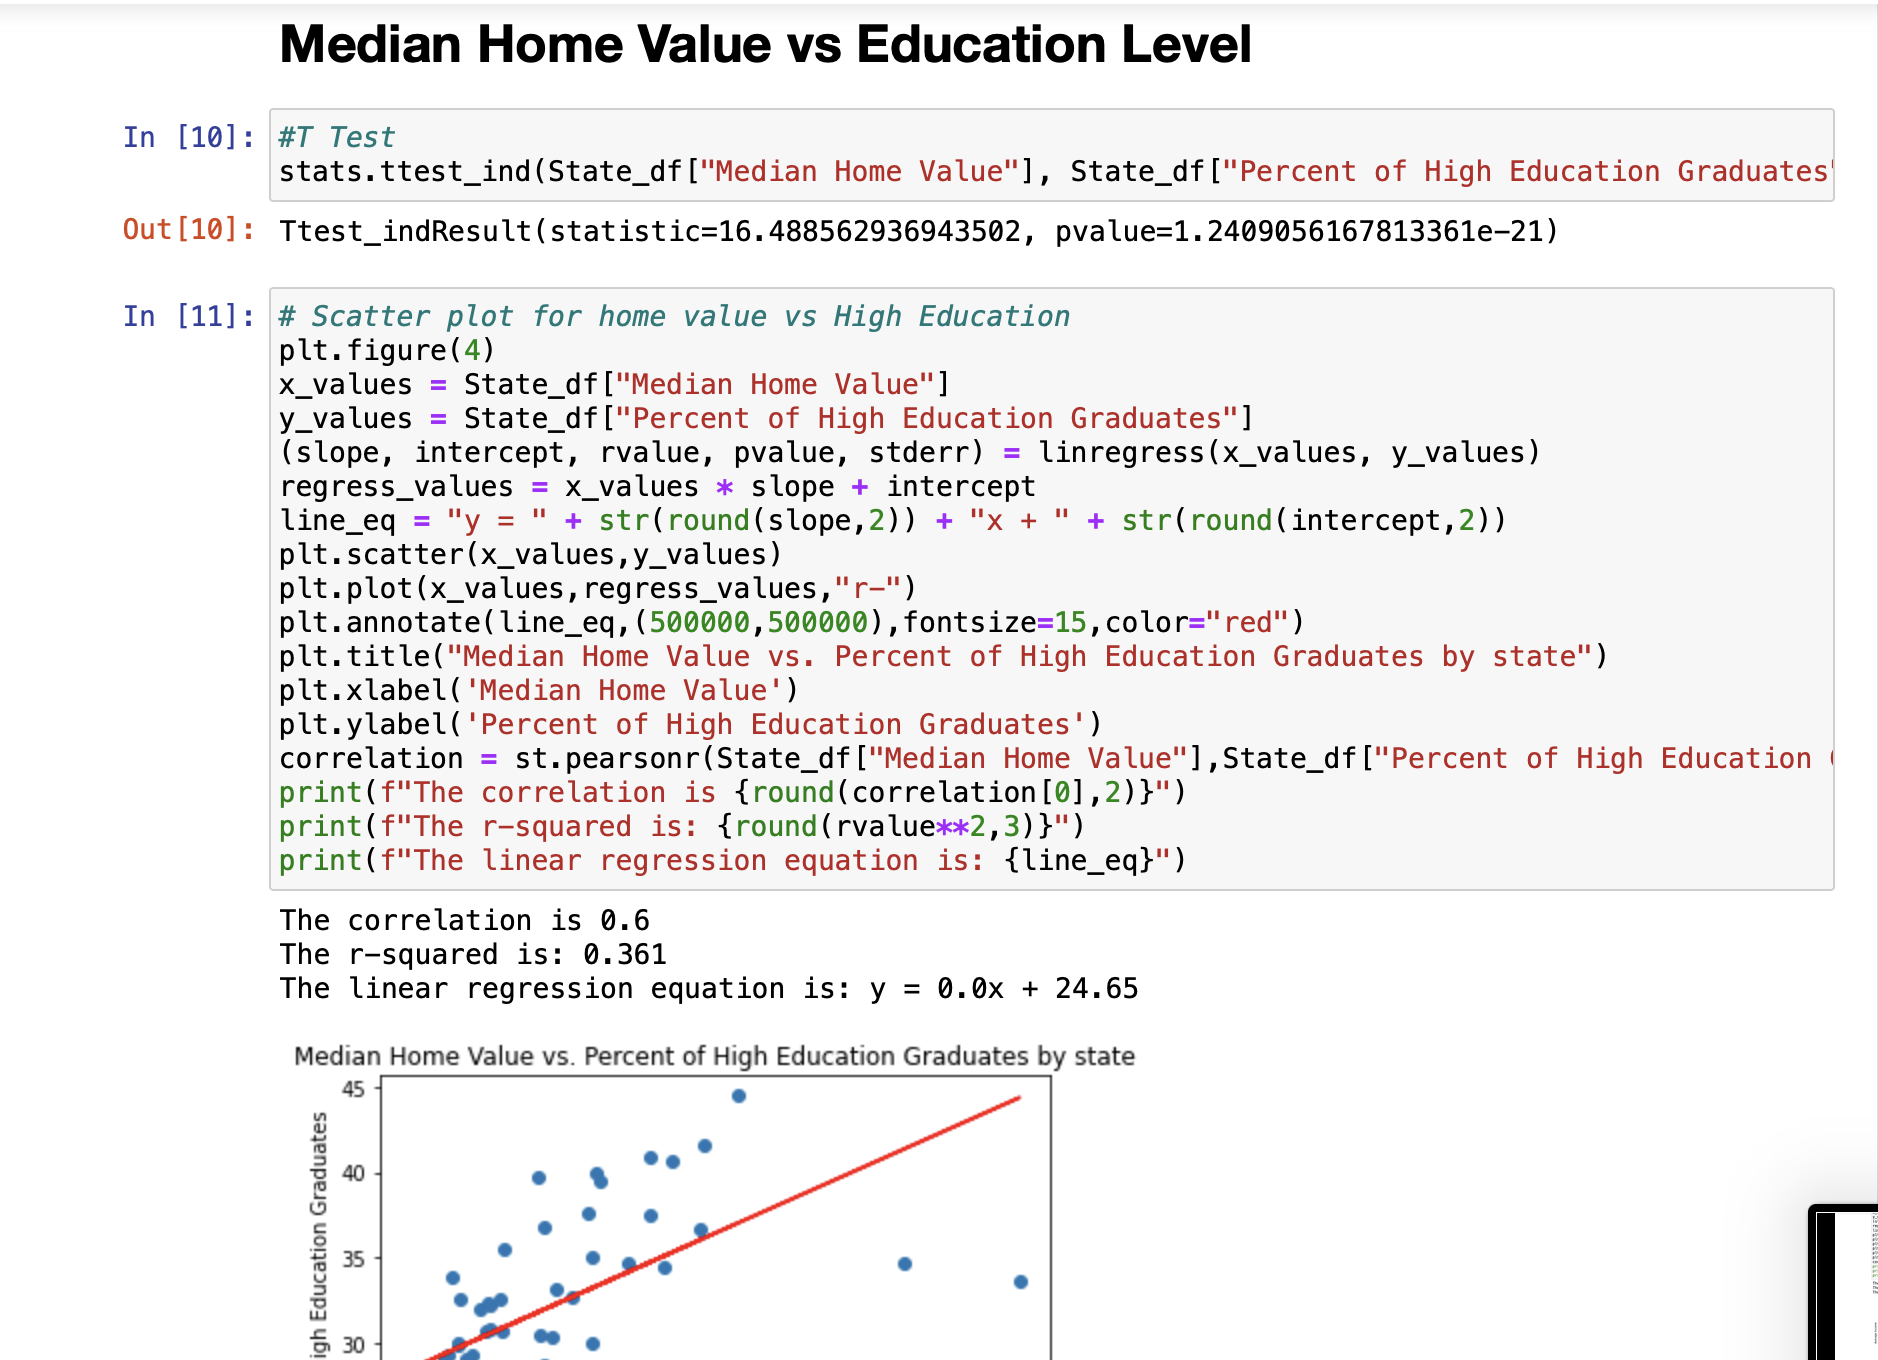 Median Home Value vs Education Level
In [10]:
#T Test
stats.ttest_ind(State_df["Median Home Value"], State_df["Percent of High Education Graduates"
Out[10]: Ttest_indResult(statistic=16.488562936943502, pvalue=1.2409056167813361e-21)
In [11]:
# Scatter plot for home value vs High Education
plt.figure(4)
x_values = State_df["Median Home Value"]
y_values = State_df["Percent of High Education Graduates"]
(slope, intercept, rvalue, pvalue, stderr) = linregress(x_values, y_values)
regress_values = x_values * slope + intercept
line_eq = "y = " + str(round(slope,2)) + "x + " + str(round(intercept,2))
plt.scatter(x_values,y_values)
plt.plot(x_values,regress_values,"r-")
plt.annotate(line_eq,(500000,500000),fontsize=15,color="red")
plt.title("Median Home Value vs. Percent of High Education Graduates by state")
plt.xlabel('Median Home Value')
plt.ylabel('Percent of High Education Graduates')
correlation = st.pearsonr(State_df["Median Home Value"],State_df["Percent of High Education
print(f"The correlation is {round(correlation[0],2)}")
print(f"The r-squared is: {round(rvalue**2,3)}")
print(f"The linear regression equation is: {line_eq}")
The correlation is 0.6
The r-squared is: 0.361
The linear regression equation is: y = 0.0x + 24.65
Median Home Value vs. Percent of High Education Graduates by state
45
40
35
30
igh Education Graduates